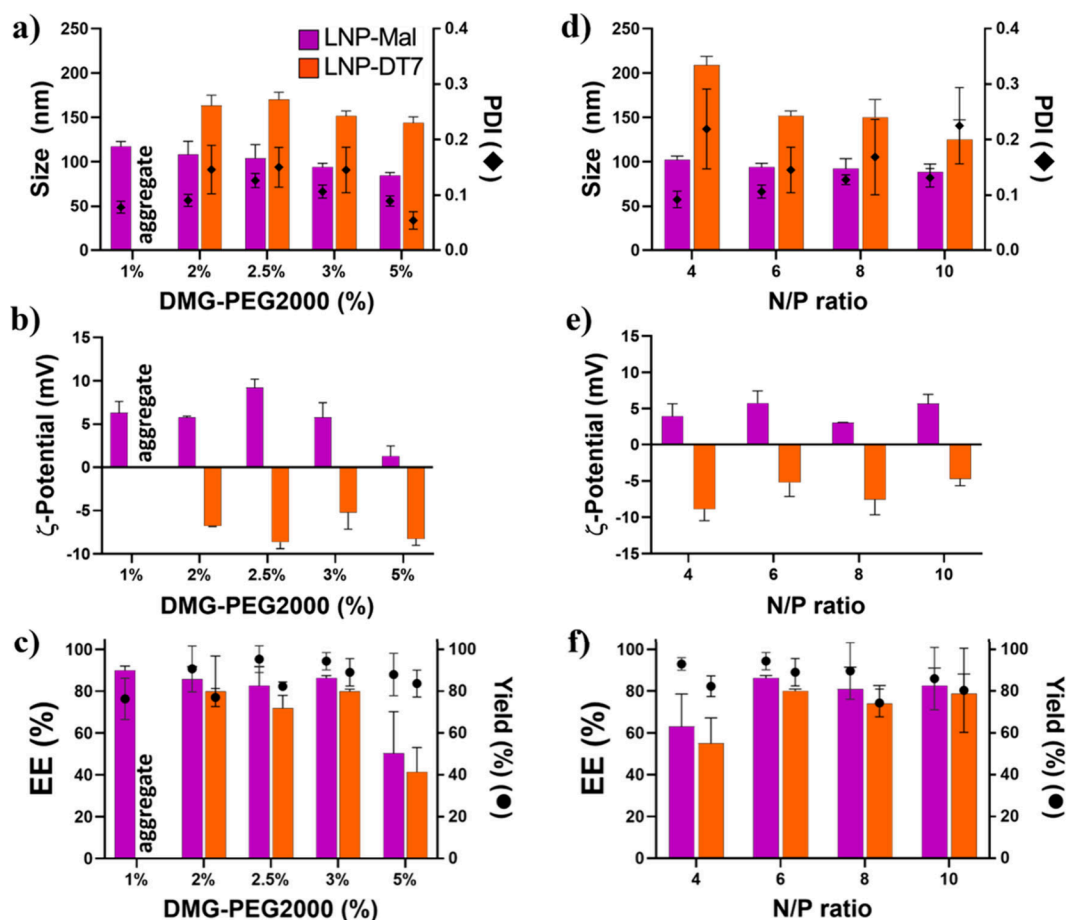 a)
LNP-Mal
LNP-DT7
250
200
150
100
50
0
Size (nm)
0.4
0.3
0.2
0.1
0.0
PDI (◆)
aggregate
1% 2% 2.5% 3% 5%
DMG-PEG2000 (%)
d)
250
200
150
100
50
0
Size (nm)
0.4
0.3
0.2
0.1
0.0
PDI (◆)
4 6 8 10
N/P ratio
b)
15
10
5
0
-5
-10
ζ-Potential (mV)
aggregate
1% 2% 2.5% 3% 5%
DMG-PEG2000 (%)
e)
15
10
5
0
-5
-10
-15
ζ-Potential (mV)
4 6 8 10
N/P ratio
c)
100
80
60
40
20
0
EE (%)
100
80
60
40
20
0
Yield (%) (●)
aggregate
1% 2% 2.5% 3% 5%
DMG-PEG2000 (%)
f)
100
80
60
40
20
0
EE (%)
100
80
60
40
20
0
Yield (%) (●)
4 6 8 10
N/P ratio